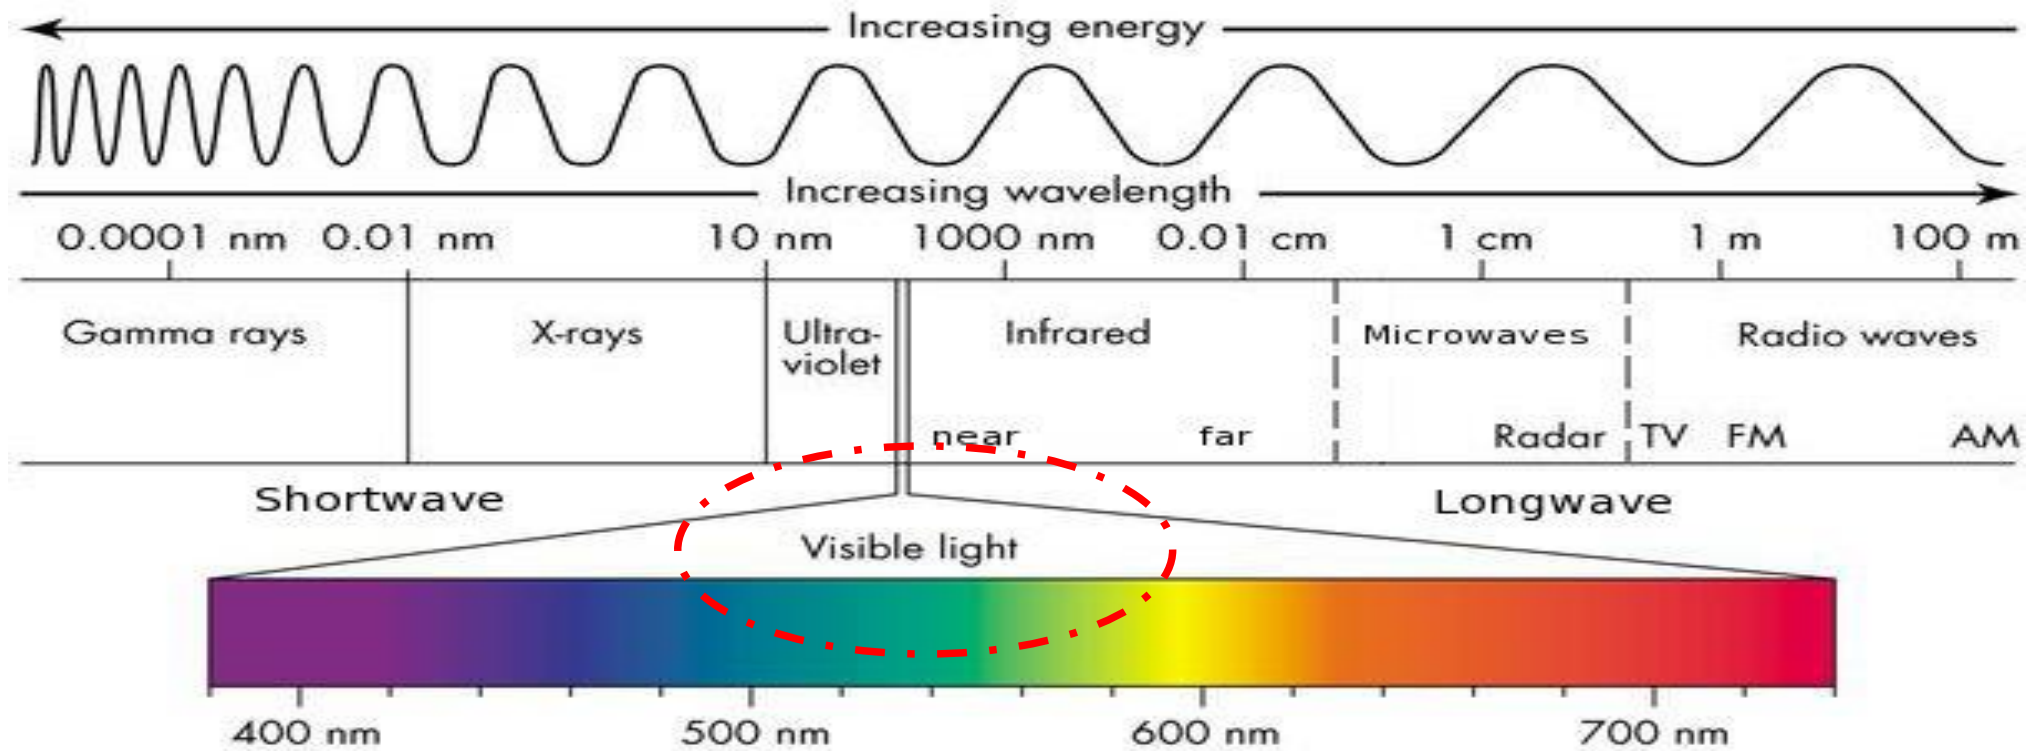 Increasing energy
Increasing wavelength
0.0001 nm 0.01 nm 10 nm 1000 nm 0.01 cm 1 cm 1 m 100 m
Gamma rays X-rays Ultra- Infrared Microwaves Radio waves
violet
near far Radar TV FM AM
Shortwave Longwave
Visible light
400 nm 500 nm 600 nm 700 nm